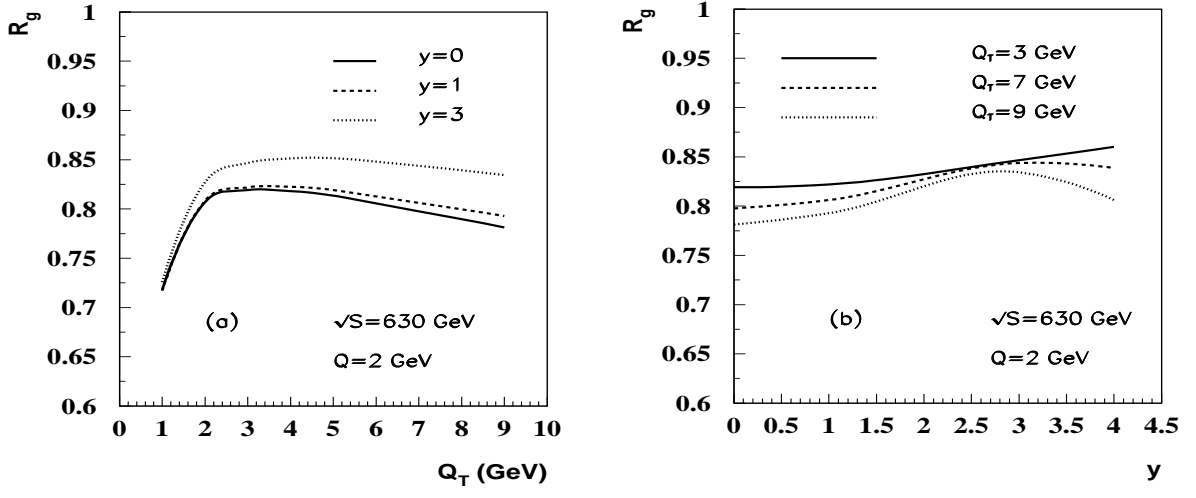 R_g
1
0.95
0.9
0.85
0.8
0.75
0.7
0.65
0.6
y=0
y=1
y=3
(a)
√S=630 GeV
Q=2 GeV
0 1 2 3 4 5 6 7 8 9 10
Q_T (GeV)
R_g
1
0.95
0.9
0.85
0.8
0.75
0.7
0.65
0.6
Q_T=3 GeV
Q_T=7 GeV
Q_T=9 GeV
(b)
√S=630 GeV
Q=2 GeV
0 0.5 1 1.5 2 2.5 3 3.5 4 4.5
y